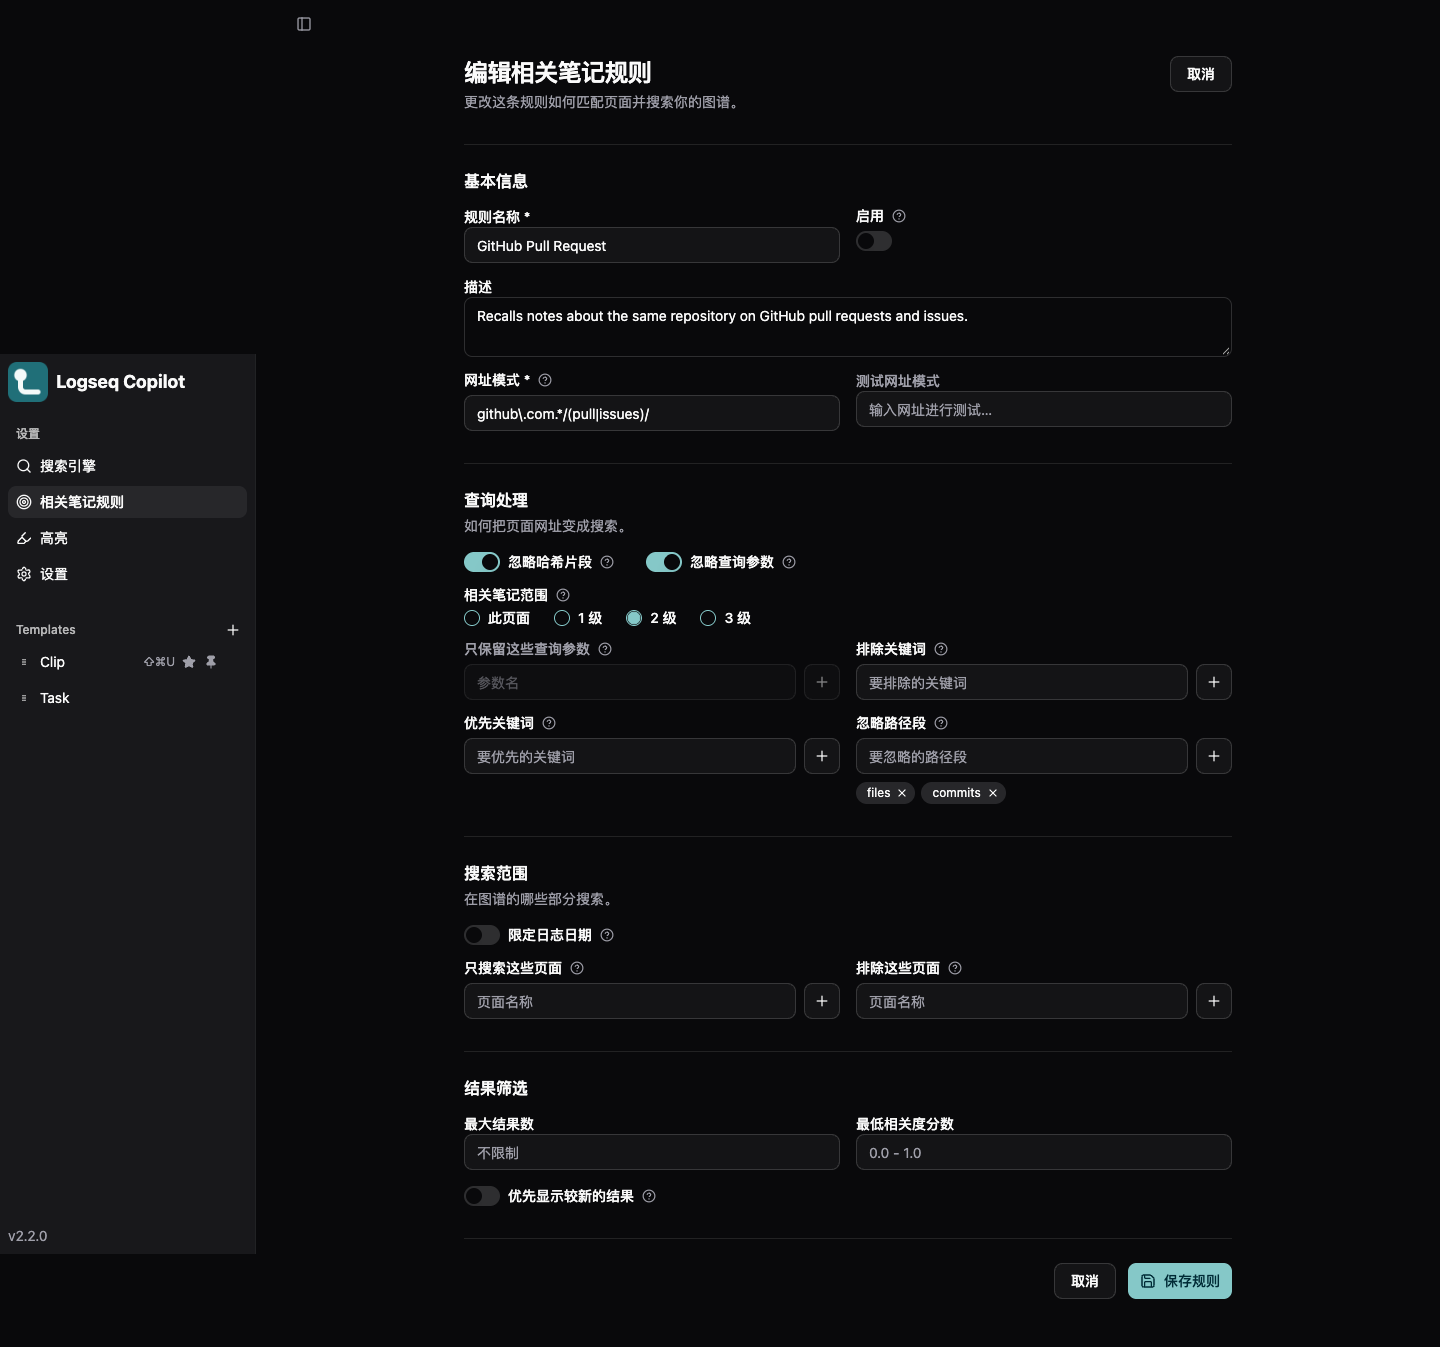 编辑相关笔记规则
取消
更改这条规则如何匹配页面并搜索你的图谱。
基本信息
规则名称 *
启用
GitHub Pull Request
描述
Recalls notes about the same repository on GitHub pull requests and issues.
网址模式 *
测试网址模式
github\.com.*/(pull|issues)/
输入网址进行测试...
查询处理
如何把页面网址变成搜索。
忽略哈希片段
忽略查询参数
相关笔记范围
此页面
1 级
2 级
3 级
只保留这些查询参数
排除关键词
参数名
要排除的关键词
优先关键词
忽略路径段
要优先的关键词
要忽略的路径段
files
commits
搜索范围
在图谱的哪些部分搜索。
限定日志日期
只搜索这些页面
排除这些页面
页面名称
页面名称
结果筛选
最大结果数
最低相关度分数
不限制
0.0 - 1.0
优先显示较新的结果
取消
保存规则
Logseq Copilot
设置
搜索引擎
相关笔记规则
高亮
设置
Templates
Clip
⇧⌘U
Task
v2.2.0